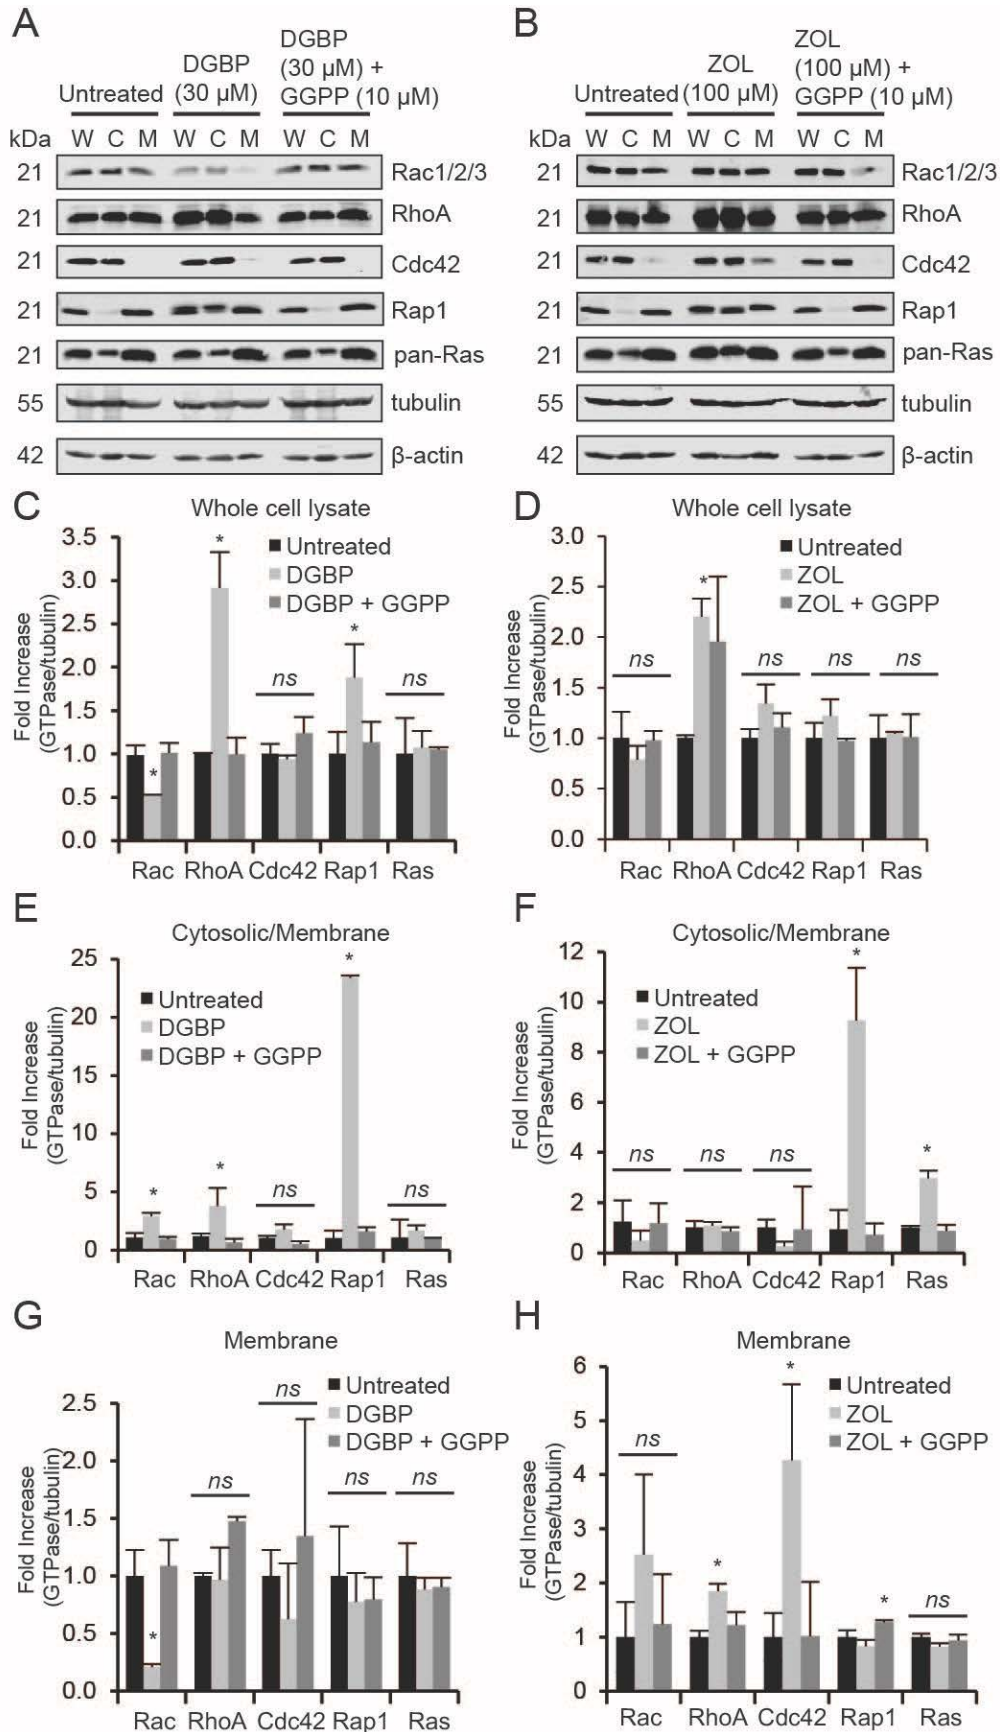 A
DGBP
(30 µM) +
GGPP (10 µM)
DGBP
(30 µM)
Untreated
kDa W C M W C M W C M
21 Rac1/2/3
21 RhoA
21 Cdc42
21 Rap1
21 pan-Ras
55 tubulin
42 β-actin
B
ZOL
(100 µM) +
GGPP (10 µM)
ZOL
(100 µM)
Untreated
kDa W C M W C M W C M
21 Rac1/2/3
21 RhoA
21 Cdc42
21 Rap1
21 pan-Ras
55 tubulin
42 β-actin
C
Whole cell lysate
Fold Increase
(GTPase/tubulin)
3.5
3.0
2.5
2.0
1.5
1.0
0.5
0.0
Untreated
DGBP
DGBP + GGPP
* * ns * ns
Rac RhoA Cdc42 Rap1 Ras
D
Whole cell lysate
Fold Increase
(GTPase/tubulin)
3.0
2.5
2.0
1.5
1.0
0.5
0.0
Untreated
ZOL
ZOL + GGPP
ns * ns ns ns
Rac RhoA Cdc42 Rap1 Ras
E
Cytosolic/Membrane
Fold Increase
(GTPase/tubulin)
25
20
15
10
5
0
Untreated
DGBP
DGBP + GGPP
* * ns * ns
Rac RhoA Cdc42 Rap1 Ras
F
Cytosolic/Membrane
Fold Increase
(GTPase/tubulin)
12
10
8
6
4
2
0
Untreated
ZOL
ZOL + GGPP
ns ns ns * *
Rac RhoA Cdc42 Rap1 Ras
G
Membrane
Fold Increase
(GTPase/tubulin)
2.5
2.0
1.5
1.0
0.5
0.0
Untreated
DGBP
DGBP + GGPP
* ns ns ns ns
Rac RhoA Cdc42 Rap1 Ras
H
Membrane
Fold Increase
(GTPase/tubulin)
6
5
4
3
2
1
0
Untreated
ZOL
ZOL + GGPP
ns * * * ns
Rac RhoA Cdc42 Rap1 Ras